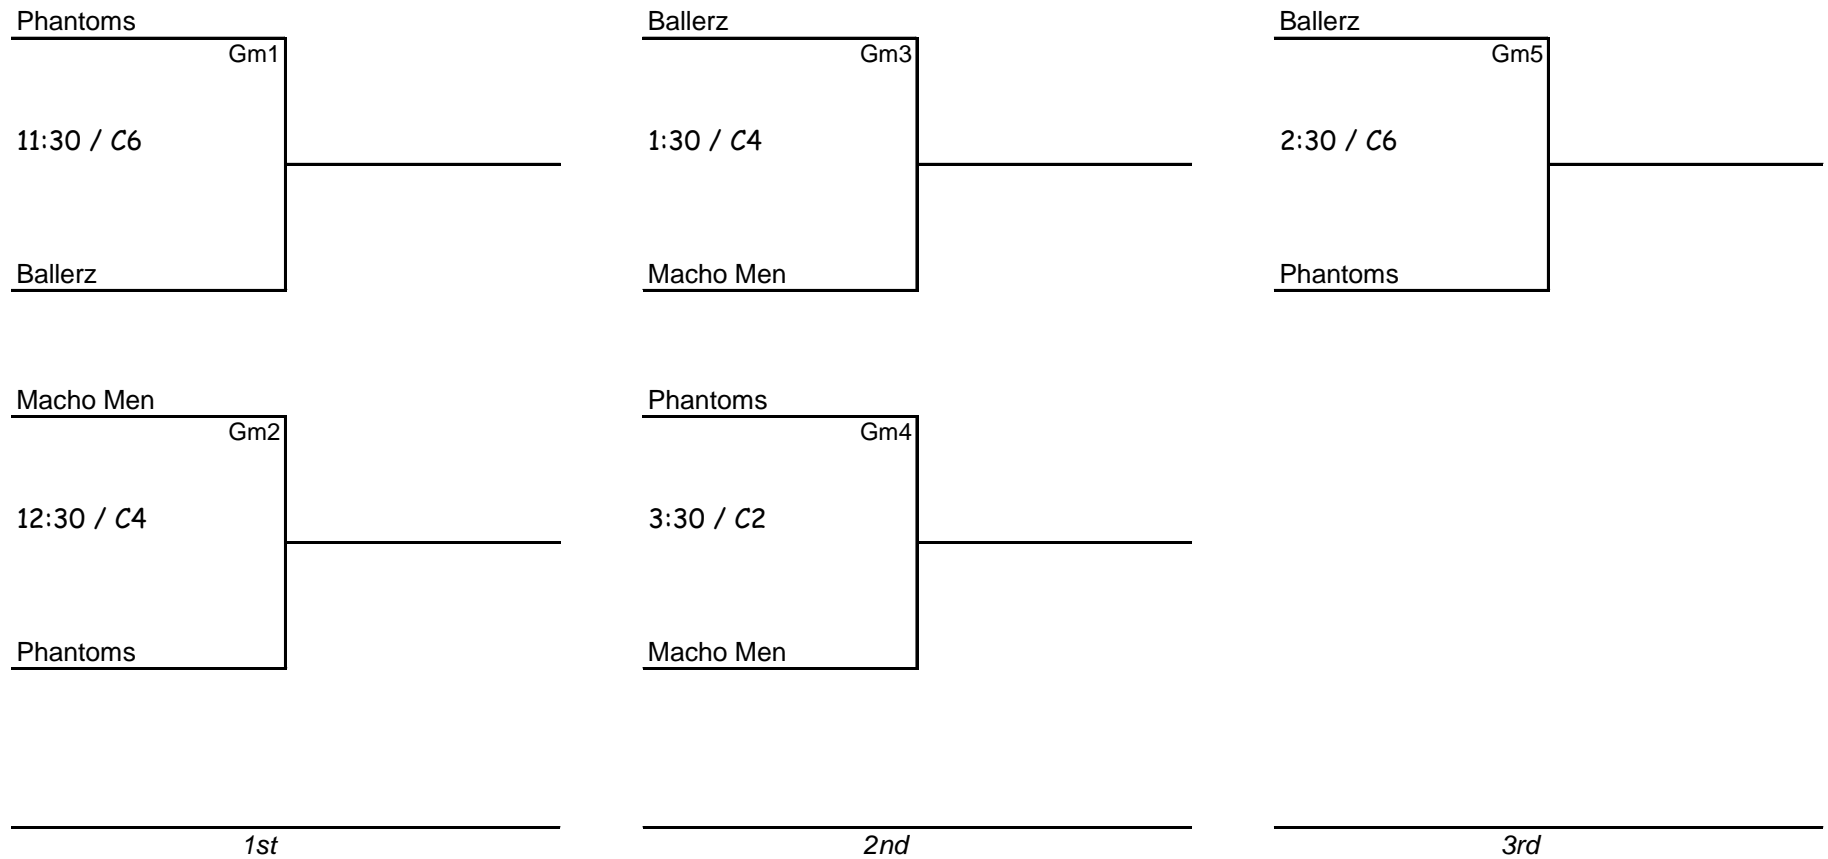 Phantoms
Gm1
11:30 / C6
Ballerz
Macho Men
Gm2
12:30 / C4
Phantoms
Ballerz
Gm3
1:30 / C4
Macho Men
Phantoms
Gm4
3:30 / C2
Macho Men
Ballerz
Gm5
2:30 / C6
Phantoms
1st
2nd
3rd